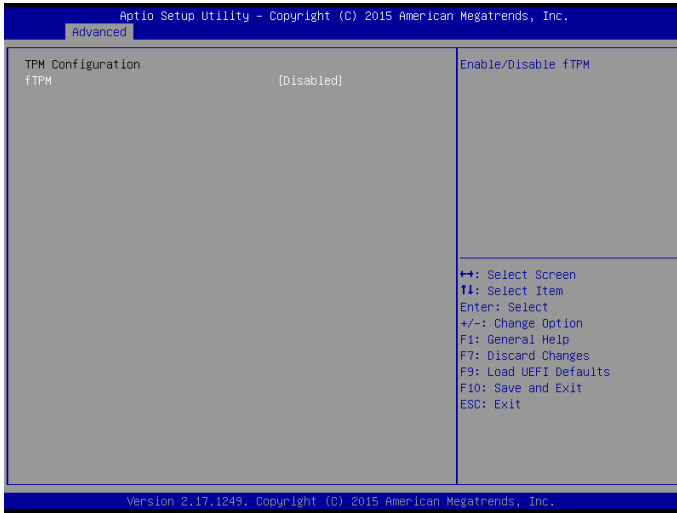 Aptio Setup Utility – Copyright (C) 2015 American Megatrends, Inc.
Advanced
TPM Configuration
fTPM [Disabled]
Enable/Disable fTPM
↔: Select Screen
↑↓: Select Item
Enter: Select
+/-: Change Option
F1: General Help
F7: Discard Changes
F9: Load UEFI Defaults
F10: Save and Exit
ESC: Exit
Version 2.17.1249. Copyright (C) 2015 American Megatrends, Inc.